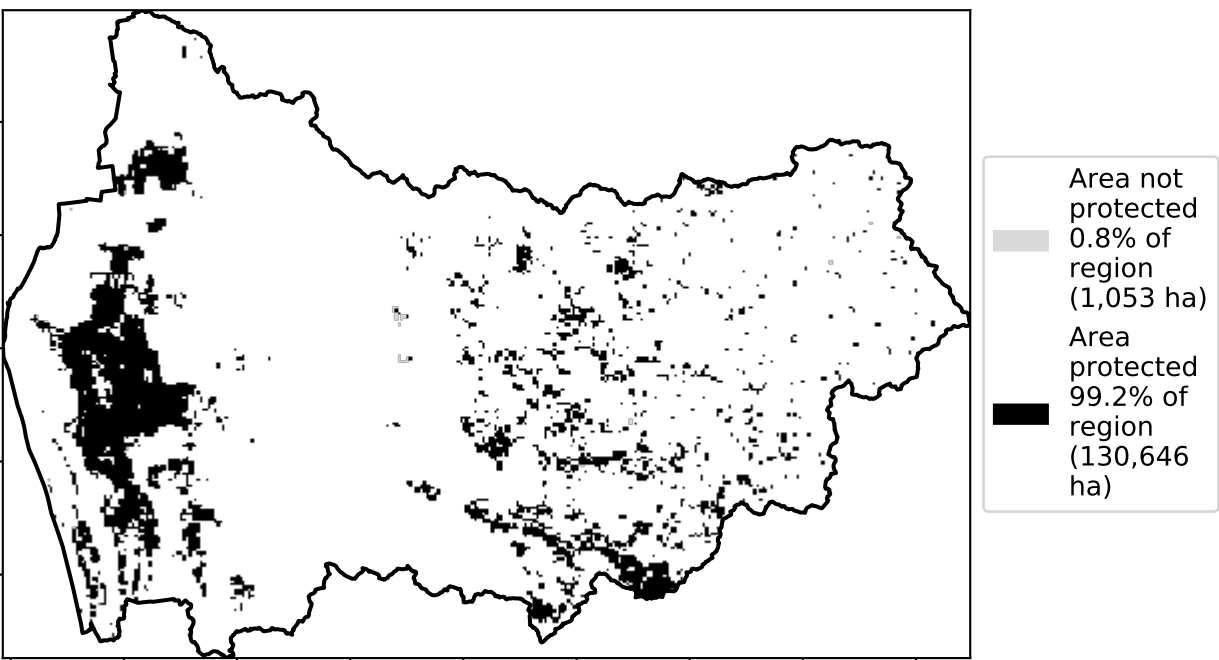 Area not
protected
0.8% of
region
(1,053 ha)
Area
protected
99.2% of
region
(130,646
ha)